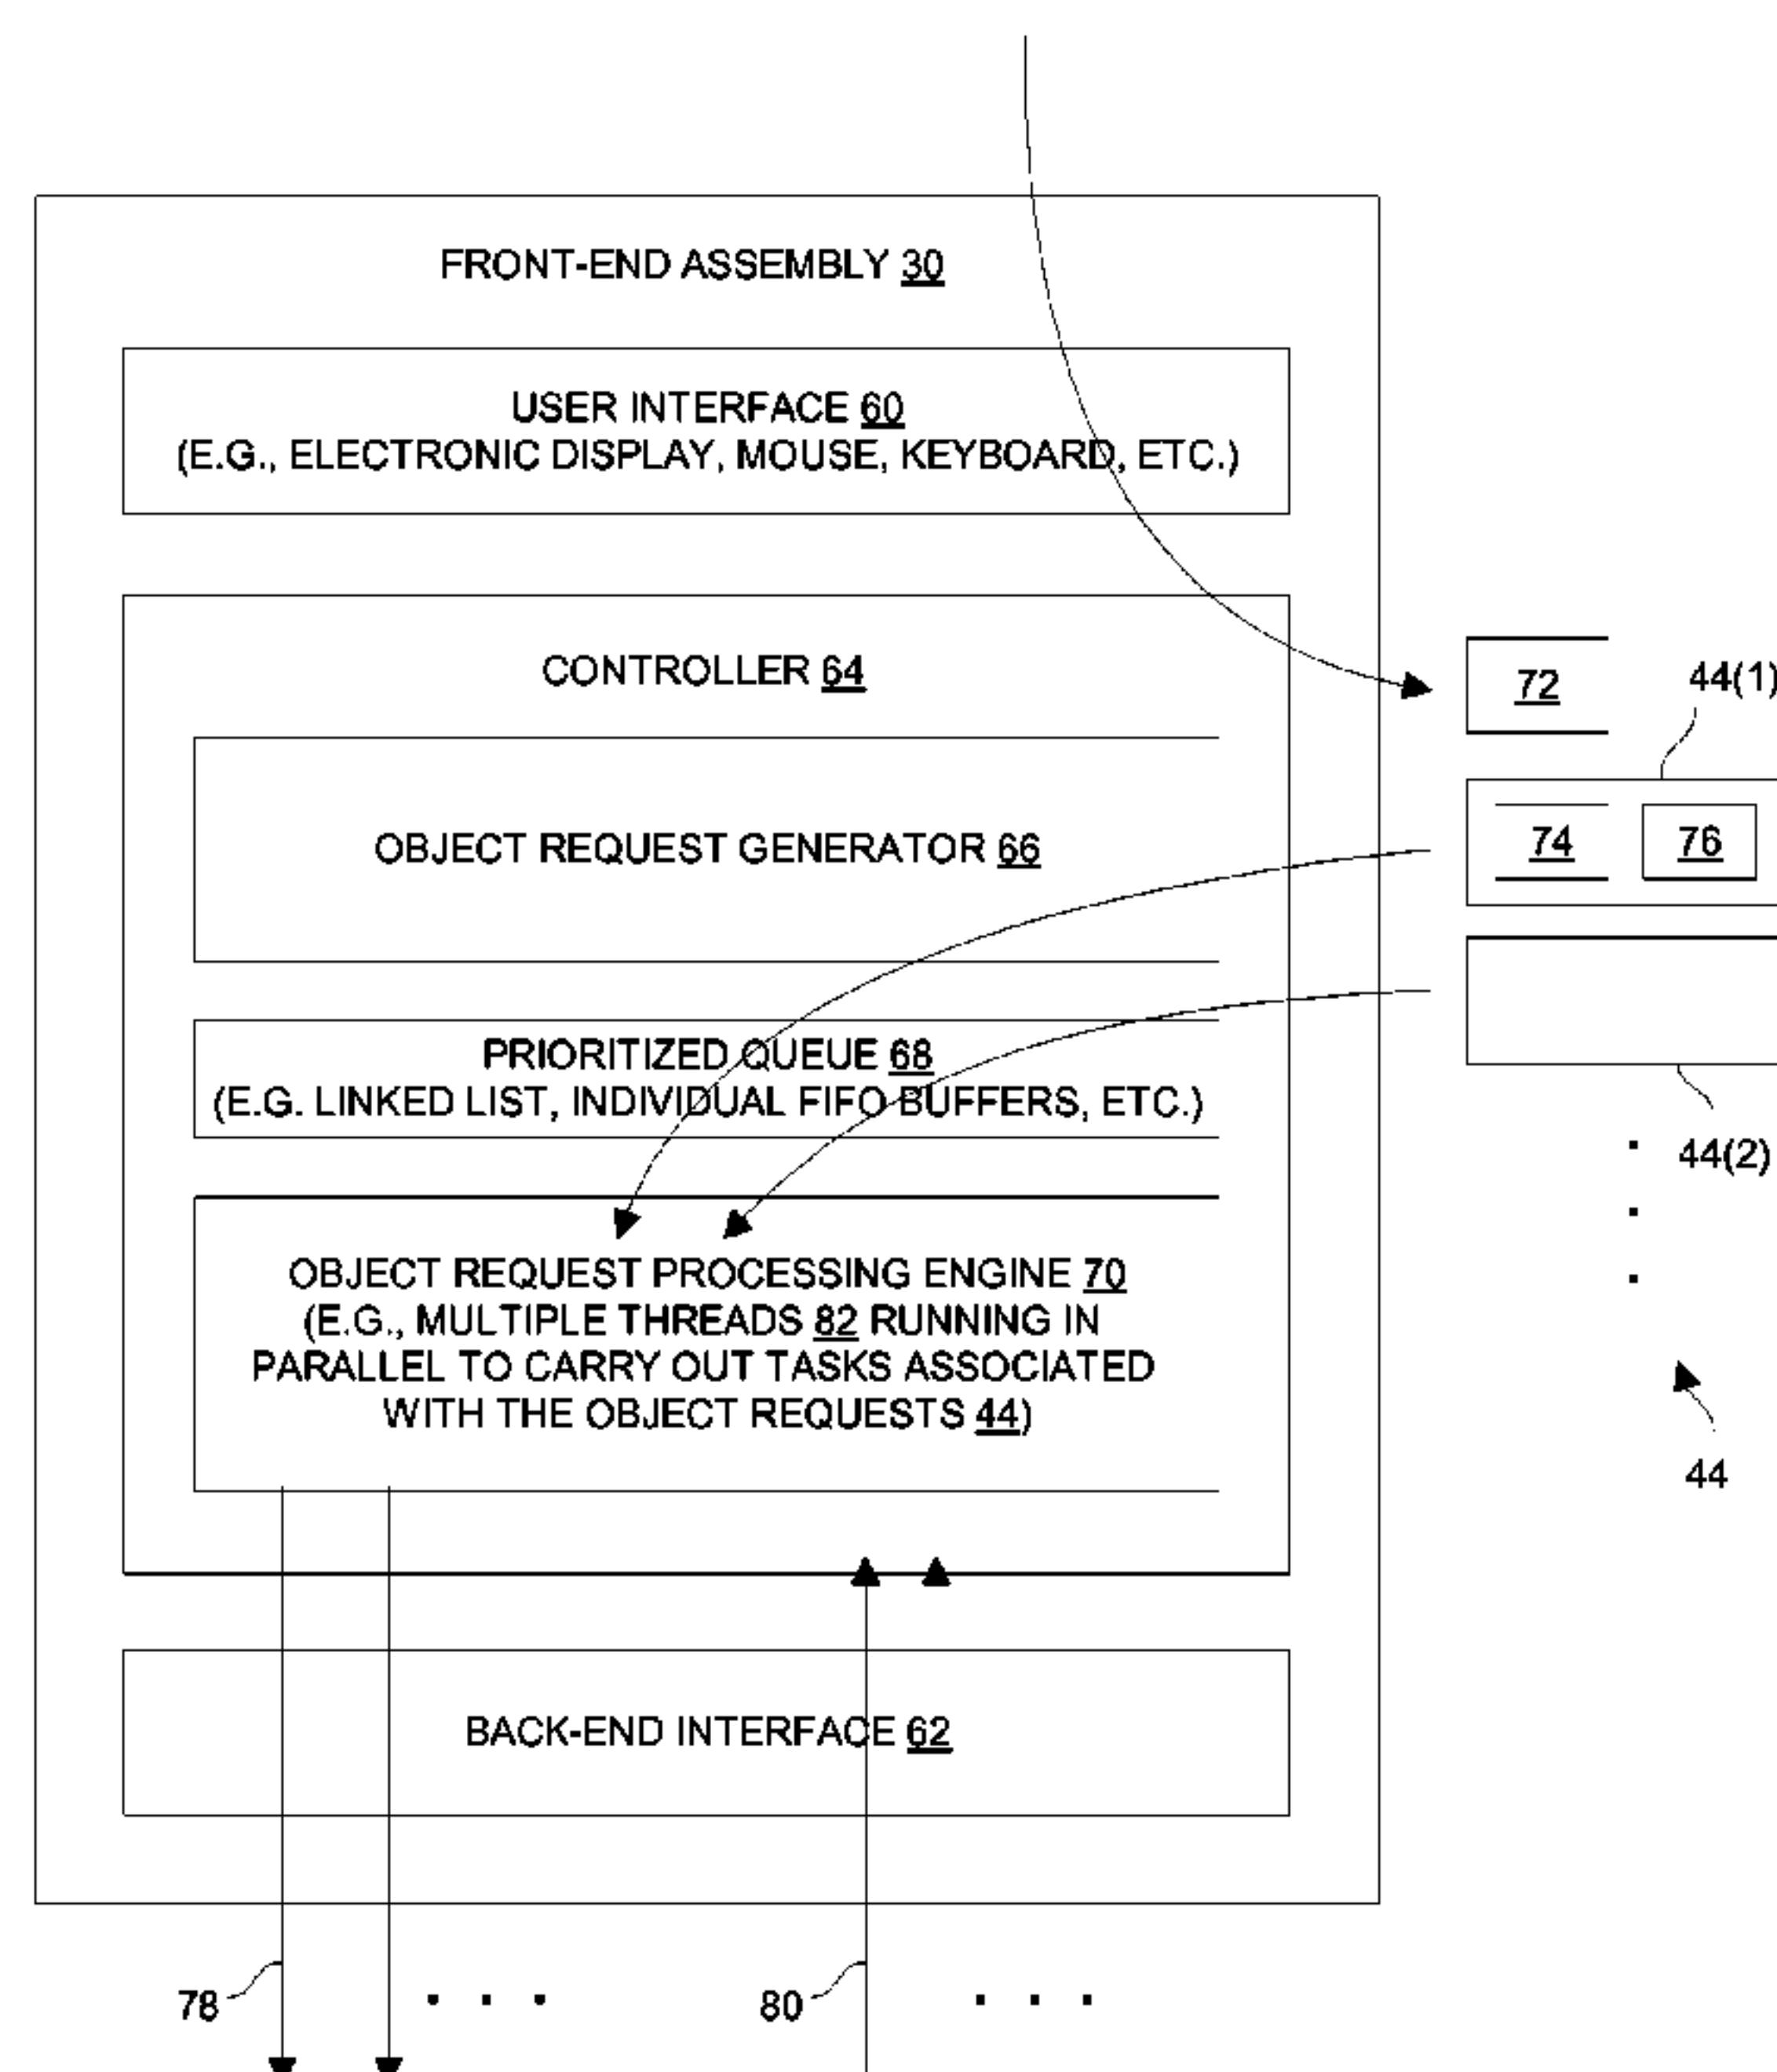 FRONT-END ASSEMBLY 30
USER INTERFACE 60
(E.G., ELECTRONIC DISPLAY, MOUSE, KEYBOARD, ETC.)
CONTROLLER 64
72
44(1)
OBJECT REQUEST GENERATOR 66
74
76
PRIORITIZED QUEUE 68
(E.G. LINKED LIST, INDIVIDUAL FIFO BUFFERS, ETC.)
44(2)
OBJECT REQUEST PROCESSING ENGINE 70
(E.G., MULTIPLE THREADS 82 RUNNING IN
PARALLEL TO CARRY OUT TASKS ASSOCIATED
WITH THE OBJECT REQUESTS 44)
44
BACK-END INTERFACE 62
78
80